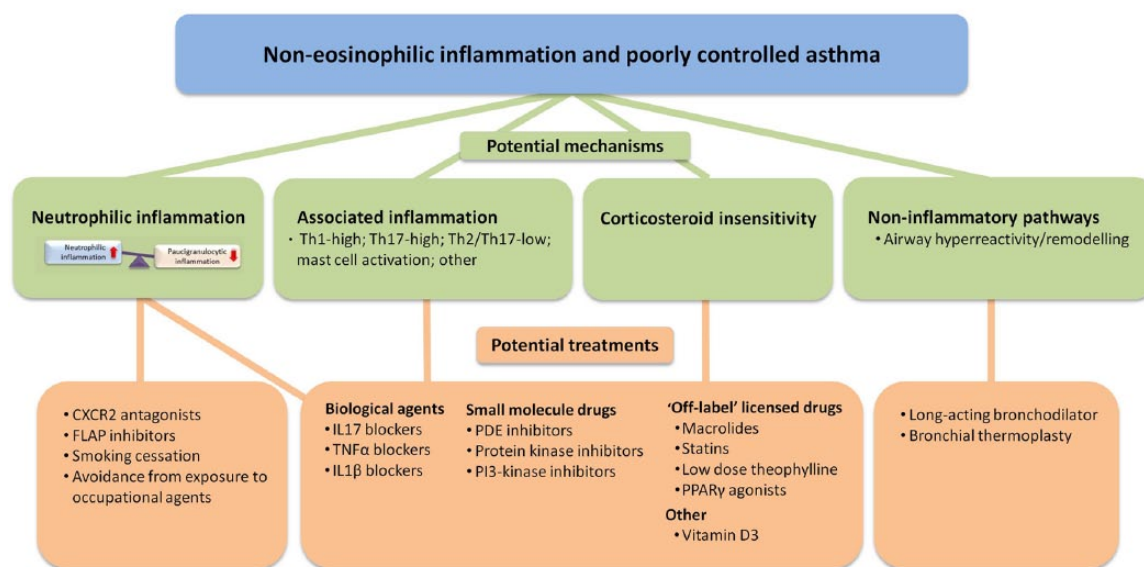 Non-eosinophilic inflammation and poorly controlled asthma
Potential mechanisms
Neutrophilic inflammation
Neutrophilic
inflammation
Paucigranulocytic
inflammation
Associated inflammation
· Th1-high; Th17-high; Th2/Th17-low;
mast cell activation; other
Corticosteroid insensitivity
Non-inflammatory pathways
• Airway hyperreactivity/remodelling
Potential treatments
• CXCR2 antagonists
• FLAP inhibitors
• Smoking cessation
• Avoidance from exposure to
occupational agents
Biological agents
• IL17 blockers
• TNFα blockers
• IL1β blockers
Small molecule drugs
• PDE inhibitors
• Protein kinase inhibitors
• PI3-kinase inhibitors
‘Off-label’ licensed drugs
• Macrolides
• Statins
• Low dose theophylline
• PPARγ agonists
Other
• Vitamin D3
• Long-acting bronchodilator
• Bronchial thermoplasty